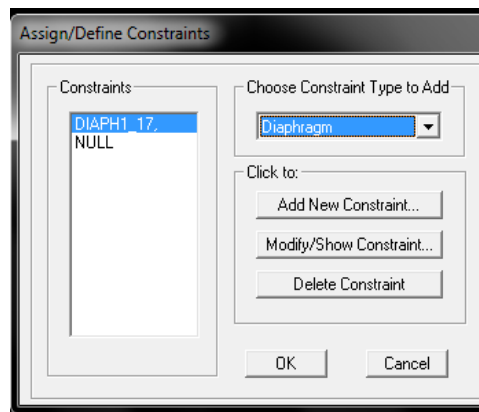 Assign/Define Constraints
Constraints
DIAPH1_17,
NULL
Choose Constraint Type to Add
Diaphragm
Click to:
Add New Constraint...
Modify/Show Constraint...
Delete Constraint
OK
Cancel